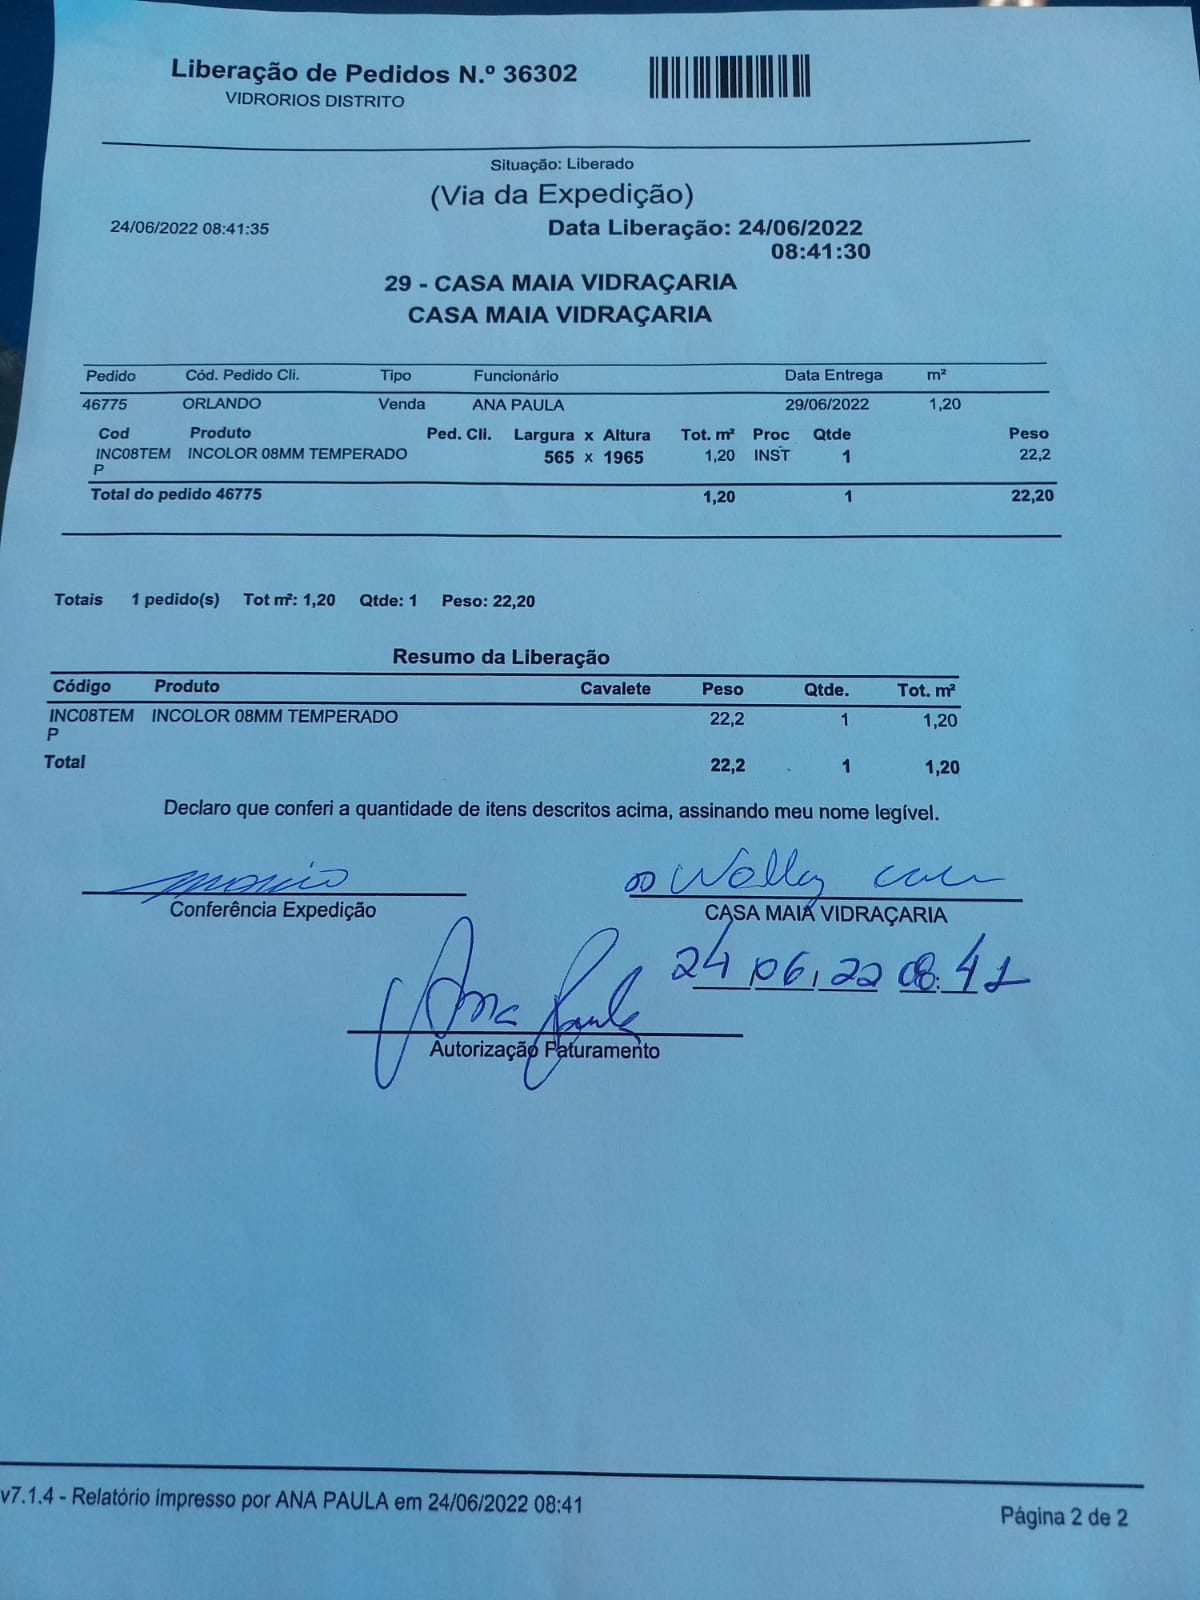 Liberação de Pedidos N.º 36302
VIDRORIOS DISTRITO
Situação: Liberado
(Via da Expedição)
24/06/2022 08:41:35 Data Liberação: 24/06/2022
08:41:30
29 - CASA MAIA VIDRAÇARIA
CASA MAIA VIDRAÇARIA
Pedido Cód. Pedido Cli. Tipo Funcionário Data Entrega m²
46775 ORLANDO Venda ANA PAULA 29/06/2022 1,20
Cod Produto Ped. Cli. Largura x Altura Tot. m² Proc Qtde Peso
INC08TEM INCOLOR 08MM TEMPERADO 565 x 1965 1,20 INST 1 22,2
P
Total do pedido 46775 1,20 1 22,20
Totais 1 pedido(s) Tot m²: 1,20 Qtde: 1 Peso: 22,20
Resumo da Liberação
Código Produto Cavalete Peso Qtde. Tot. m²
INC08TEM INCOLOR 08MM TEMPERADO 22,2 1 1,20
P
Total 22,2 1 1,20
Declaro que conferi a quantidade de itens descritos acima, assinando meu nome legível.
Conferência Expedição CASA MAIA VIDRAÇARIA
24/06/22 08:41
Ana Paula
Autorização Faturamento
v7.1.4 - Relatório impresso por ANA PAULA em 24/06/2022 08:41
Página 2 de 2